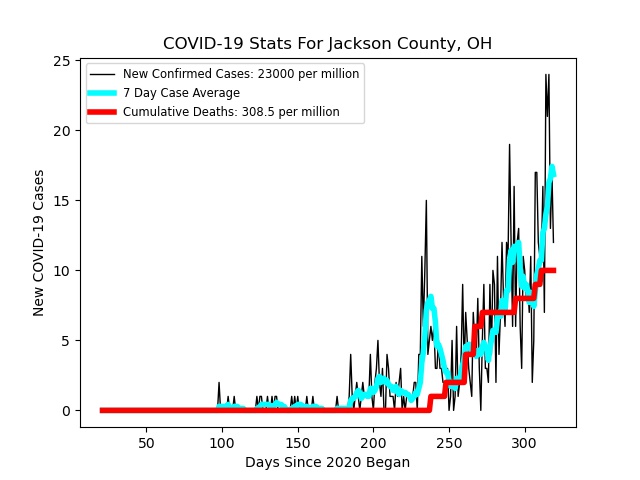 COVID-19 Stats For Jackson County, OH
New Confirmed Cases: 23000 per million
7 Day Case Average
Cumulative Deaths: 308.5 per million
New COVID-19 Cases
25
20
15
10
5
0
50 100 150 200 250 300
Days Since 2020 Began